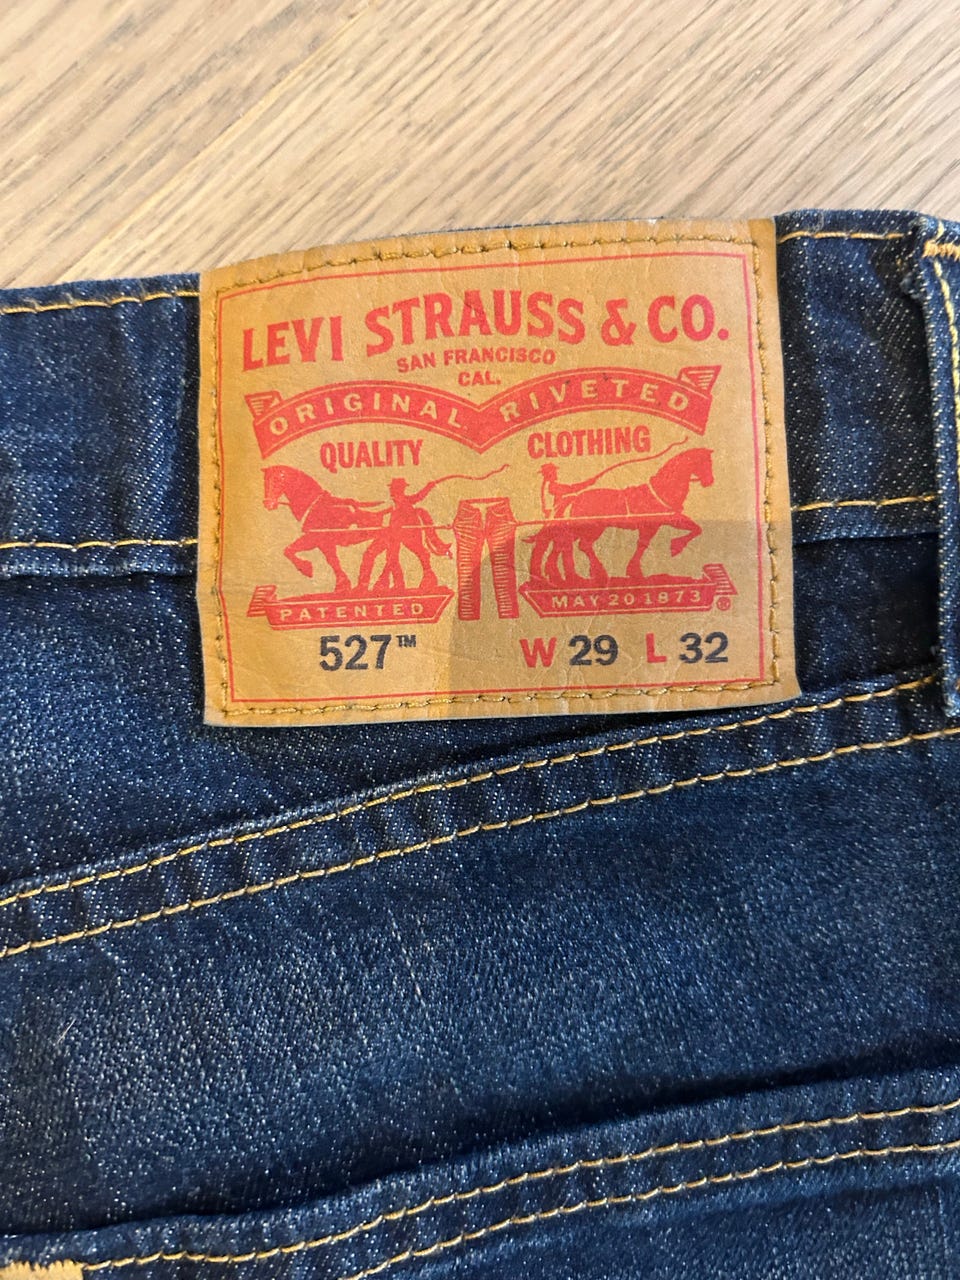 LEVI STRAUSS & CO.
SAN FRANCISCO
CAL.
ORIGINAL RIVETED
QUALITY CLOTHING
PATENTED MAY 20 1873 ®
527™ W 29 L 32